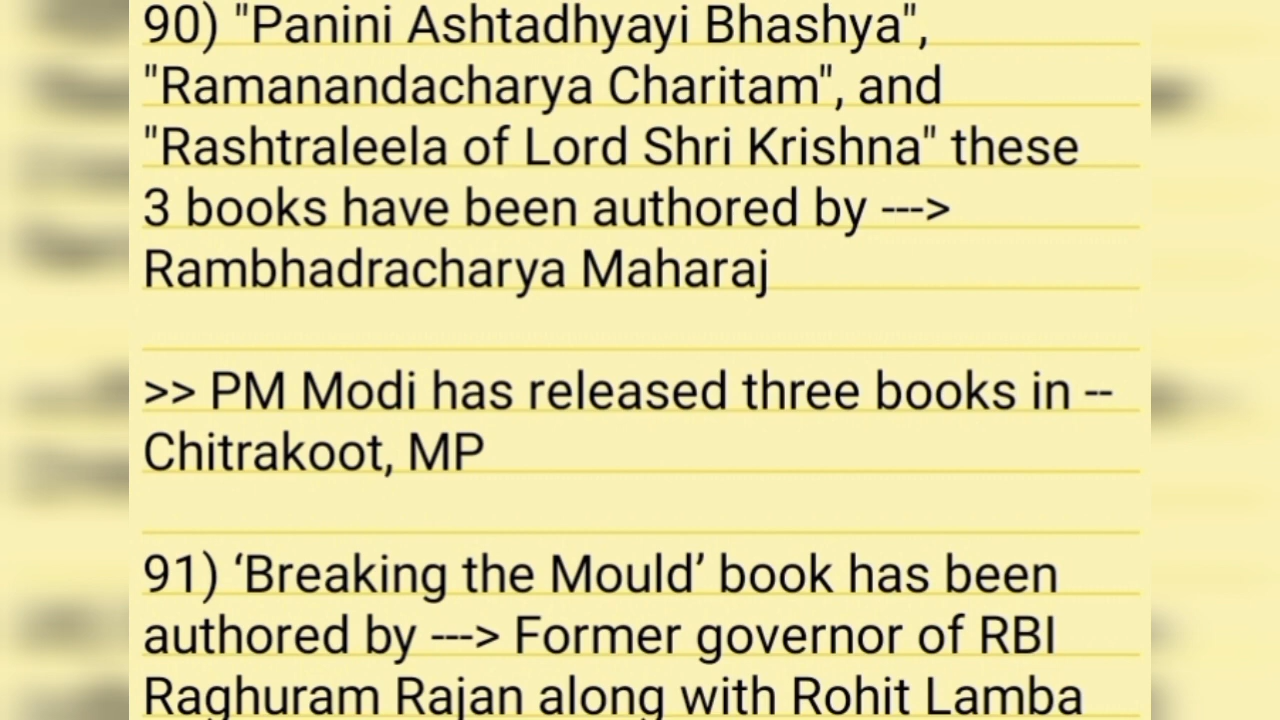 90) "Panini Ashtadhyayi Bhashya",
"Ramanandacharya Charitam", and
"Rashtraleela of Lord Shri Krishna" these
3 books have been authored by --->
Rambhadracharya Maharaj
>> PM Modi has released three books in --
Chitrakoot, MP
91) ‘Breaking the Mould’ book has been
authored by ---> Former governor of RBI
Raghuram Rajan along with Rohit Lamba